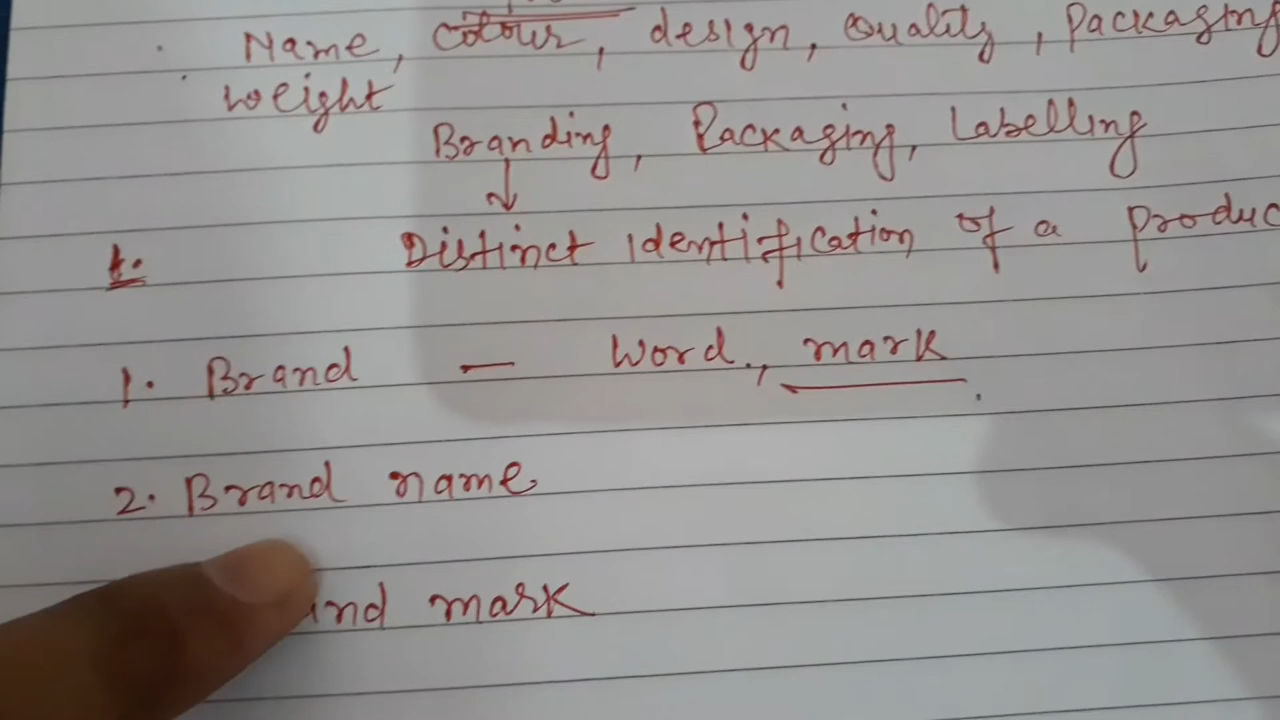 Name, colour, design, Quality, Packaging
weight
Branding, Packaging, Labelling
↓
1. Distinct identification of a produc
1. Brand — Word, mark
2. Brand name
and mark